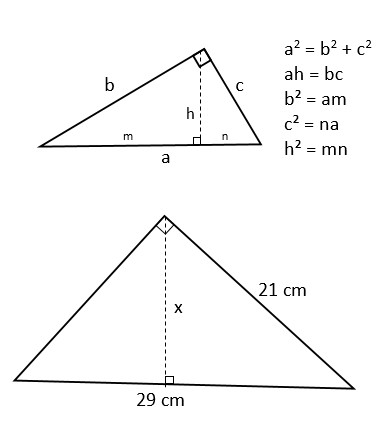 a² = b² + c²
ah = bc
b² = am
c² = na
h² = mn
b
c
h
m
n
a
21 cm
x
29 cm